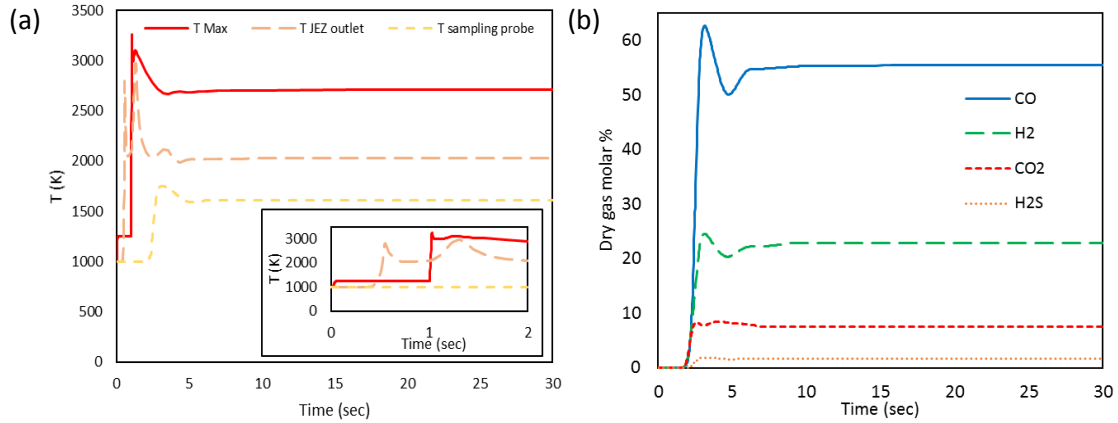 (a)
T Max
T JEZ outlet
T sampling probe
3500
3000
2500
2000
1500
1000
500
0
T (K)
0
5
10
15
20
25
30
Time (sec)
3000
2000
1000
0
T (K)
0
1
2
Time (sec)
(b)
60
50
40
30
20
10
0
Dry gas molar %
CO
H2
CO2
H2S
0
5
10
15
20
25
30
Time (sec)